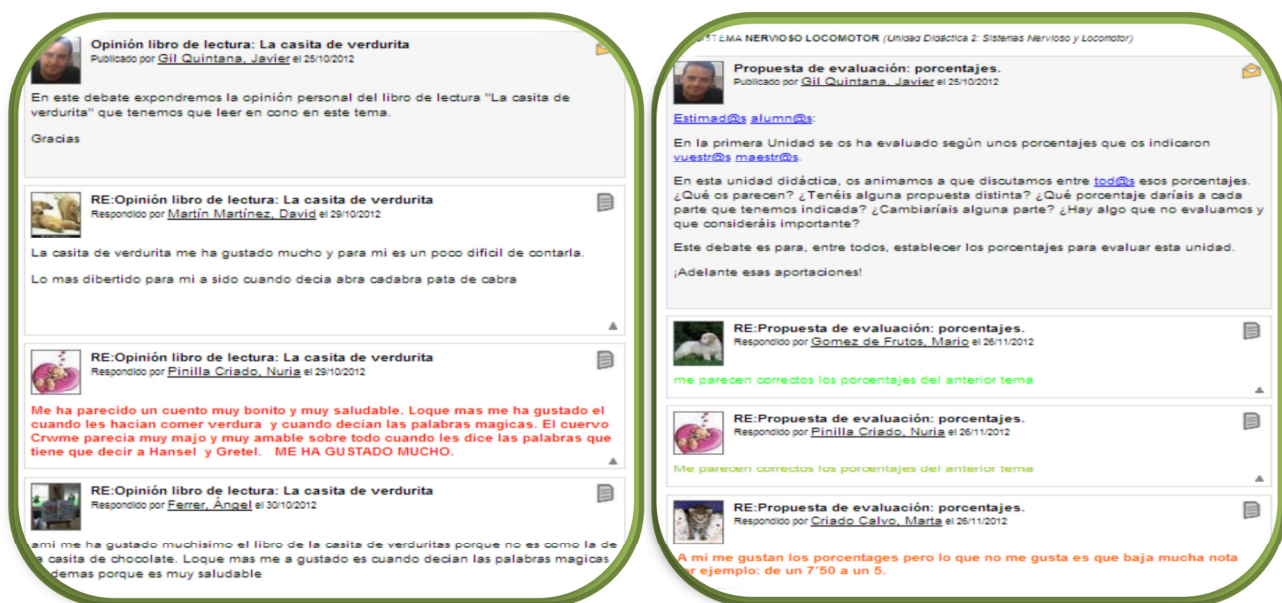 Opinión libro de lectura: La casita de verdurita
Publicado por Gil Quintana, Javier el 25/10/2012
En este debate expondremos la opinión personal del libro de lectura "La casita de
verdurita" que tenemos que leer en cono en este tema.
Gracias
RE:Opinión libro de lectura: La casita de verdurita
Respondido por Martín Martínez, David el 29/10/2012
La casita de verdurita me ha gustado mucho y para mi es un poco dificil de contarla.
Lo mas dibertido para mi a sido cuando decia abra cadabra pata de cabra
RE:Opinión libro de lectura: La casita de verdurita
Respondido por Pinilla Criado, Nuria el 29/10/2012
Me ha parecido un cuento muy bonito y muy saludable. Loque mas me ha gustado el
cuando les hacian comer verdura y cuando decian las palabras magicas. El cuervo
Crwme parecia muy majo y muy amable sobre todo cuando les dice las palabras que
tiene que decir a Hansel y Gretel. ME HA GUSTADO MUCHO.
RE:Opinión libro de lectura: La casita de verdurita
Respondido por Ferrer, Ángel el 30/10/2012
ami me ha gustado muchisimo el libro de la casita de verduritas porque no es como la de
casita de chocolate. Loque mas me a gustado es cuando decian las palabras magicas
demas porque es muy saludable
NERVIOSO LOCOMOTOR (Unidad Didáctica 2: Sistemas Nervioso y Locomotor)
Propuesta de evaluación: porcentajes.
Publicado por Gil Quintana, Javier el 25/10/2012
Estimad@s alumn@s:
En la primera Unidad se os ha evaluado según unos porcentajes que os indicaron
vuestr@s maestr@s.
En esta unidad didáctica, os animamos a que discutamos entre tod@s esos porcentajes.
¿Qué os parecen? ¿Tenéis alguna propuesta distinta? ¿Qué porcentaje daríais a cada
parte que tenemos indicada? ¿Cambiaríais alguna parte? ¿Hay algo que no evaluamos y
que consideráis importante?
Este debate es para, entre todos, establecer los porcentajes para evaluar esta unidad.
¡Adelante esas aportaciones!
RE:Propuesta de evaluación: porcentajes.
Respondido por Gomez de Frutos, Mario el 26/11/2012
me parecen correctos los porcentajes del anterior tema
RE:Propuesta de evaluación: porcentajes.
Respondido por Pinilla Criado, Nuria el 26/11/2012
Me parecen correctos los porcentajes del anterior tema
RE:Propuesta de evaluación: porcentajes.
Respondido por Criado Calvo, Marta el 26/11/2012
A mi me gustan los porcentages pero lo que no me gusta es que baja mucha nota
ejemplo: de un 7'50 a un 5.